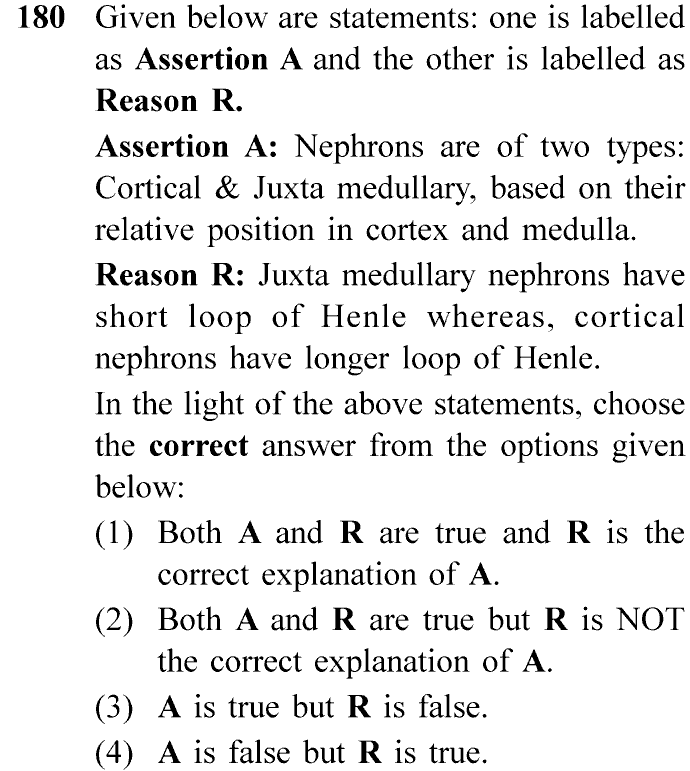 180 Given below are statements: one is labelled
as Assertion A and the other is labelled as
Reason R.
Assertion A: Nephrons are of two types:
Cortical & Juxta medullary, based on their
relative position in cortex and medulla.
Reason R: Juxta medullary nephrons have
short loop of Henle whereas, cortical
nephrons have longer loop of Henle.
In the light of the above statements, choose
the correct answer from the options given
below:
(1) Both A and R are true and R is the
correct explanation of A.
(2) Both A and R are true but R is NOT
the correct explanation of A.
(3) A is true but R is false.
(4) A is false but R is true.